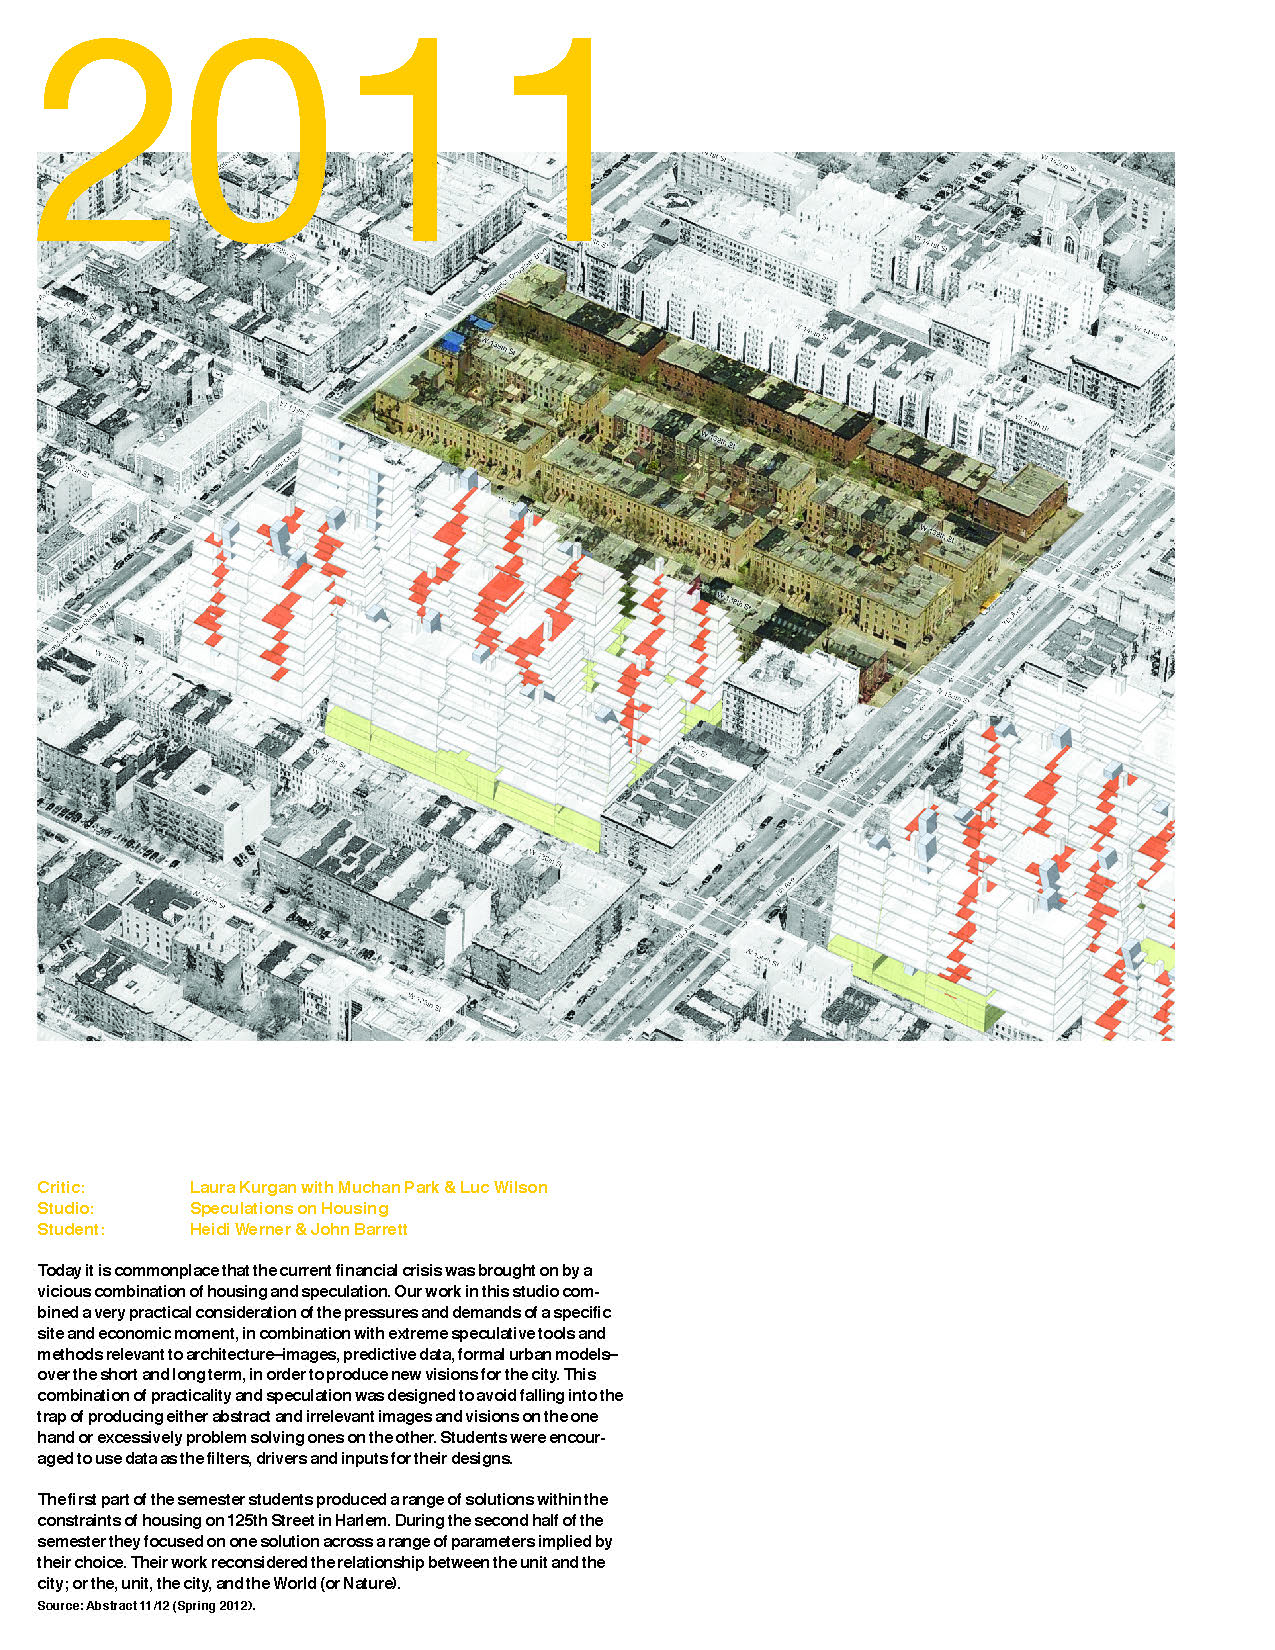 2011
W 139th St
W 138th St
7th Ave
Critic: Laura Kurgan with Muchan Park & Luc Wilson
Studio: Speculations on Housing
Student: Heidi Werner & John Barrett
Today it is commonplace that the current financial crisis was brought on by a
vicious combination of housing and speculation. Our work in this studio com-
bined a very practical consideration of the pressures and demands of a specific
site and economic moment, in combination with extreme speculative tools and
methods relevant to architecture—images, predictive data, formal urban models—
over the short and long term, in order to produce new visions for the city. This
combination of practicality and speculation was designed to avoid falling into the
trap of producing either abstract and irrelevant images and visions on the one
hand or excessively problem solving ones on the other. Students were encour-
aged to use data as the filters, drivers and inputs for their designs.
The first part of the semester students produced a range of solutions within the
constraints of housing on 125th Street in Harlem. During the second half of the
semester they focused on one solution across a range of parameters implied by
their choice. Their work reconsidered the relationship between the unit and the
city; or the, unit, the city, and the World (or Nature).
Source: Abstract 11/12 (Spring 2012).